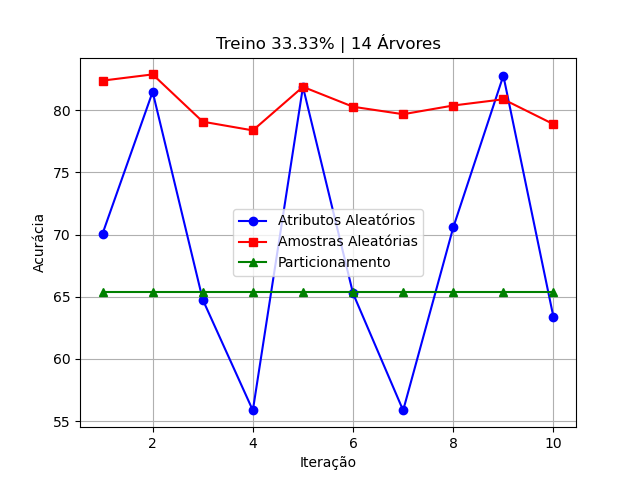 Treino 33.33% | 14 Árvores
Acurácia
80
75
70
65
60
55
Atributos Aleatórios
Amostras Aleatórias
Particionamento
2
4
6
8
10
Iteração